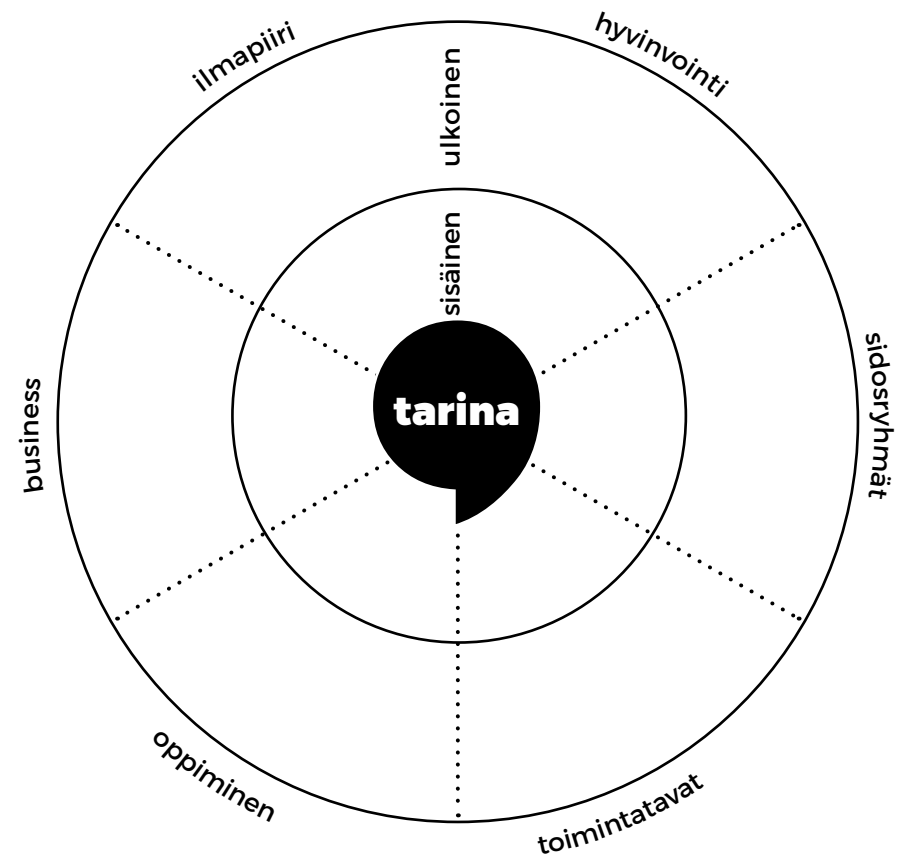 ilmapiiri
hyvinvointi
ulkoinen
sisäinen
tarina
business
sidosryhmät
oppiminen
toimintatavat